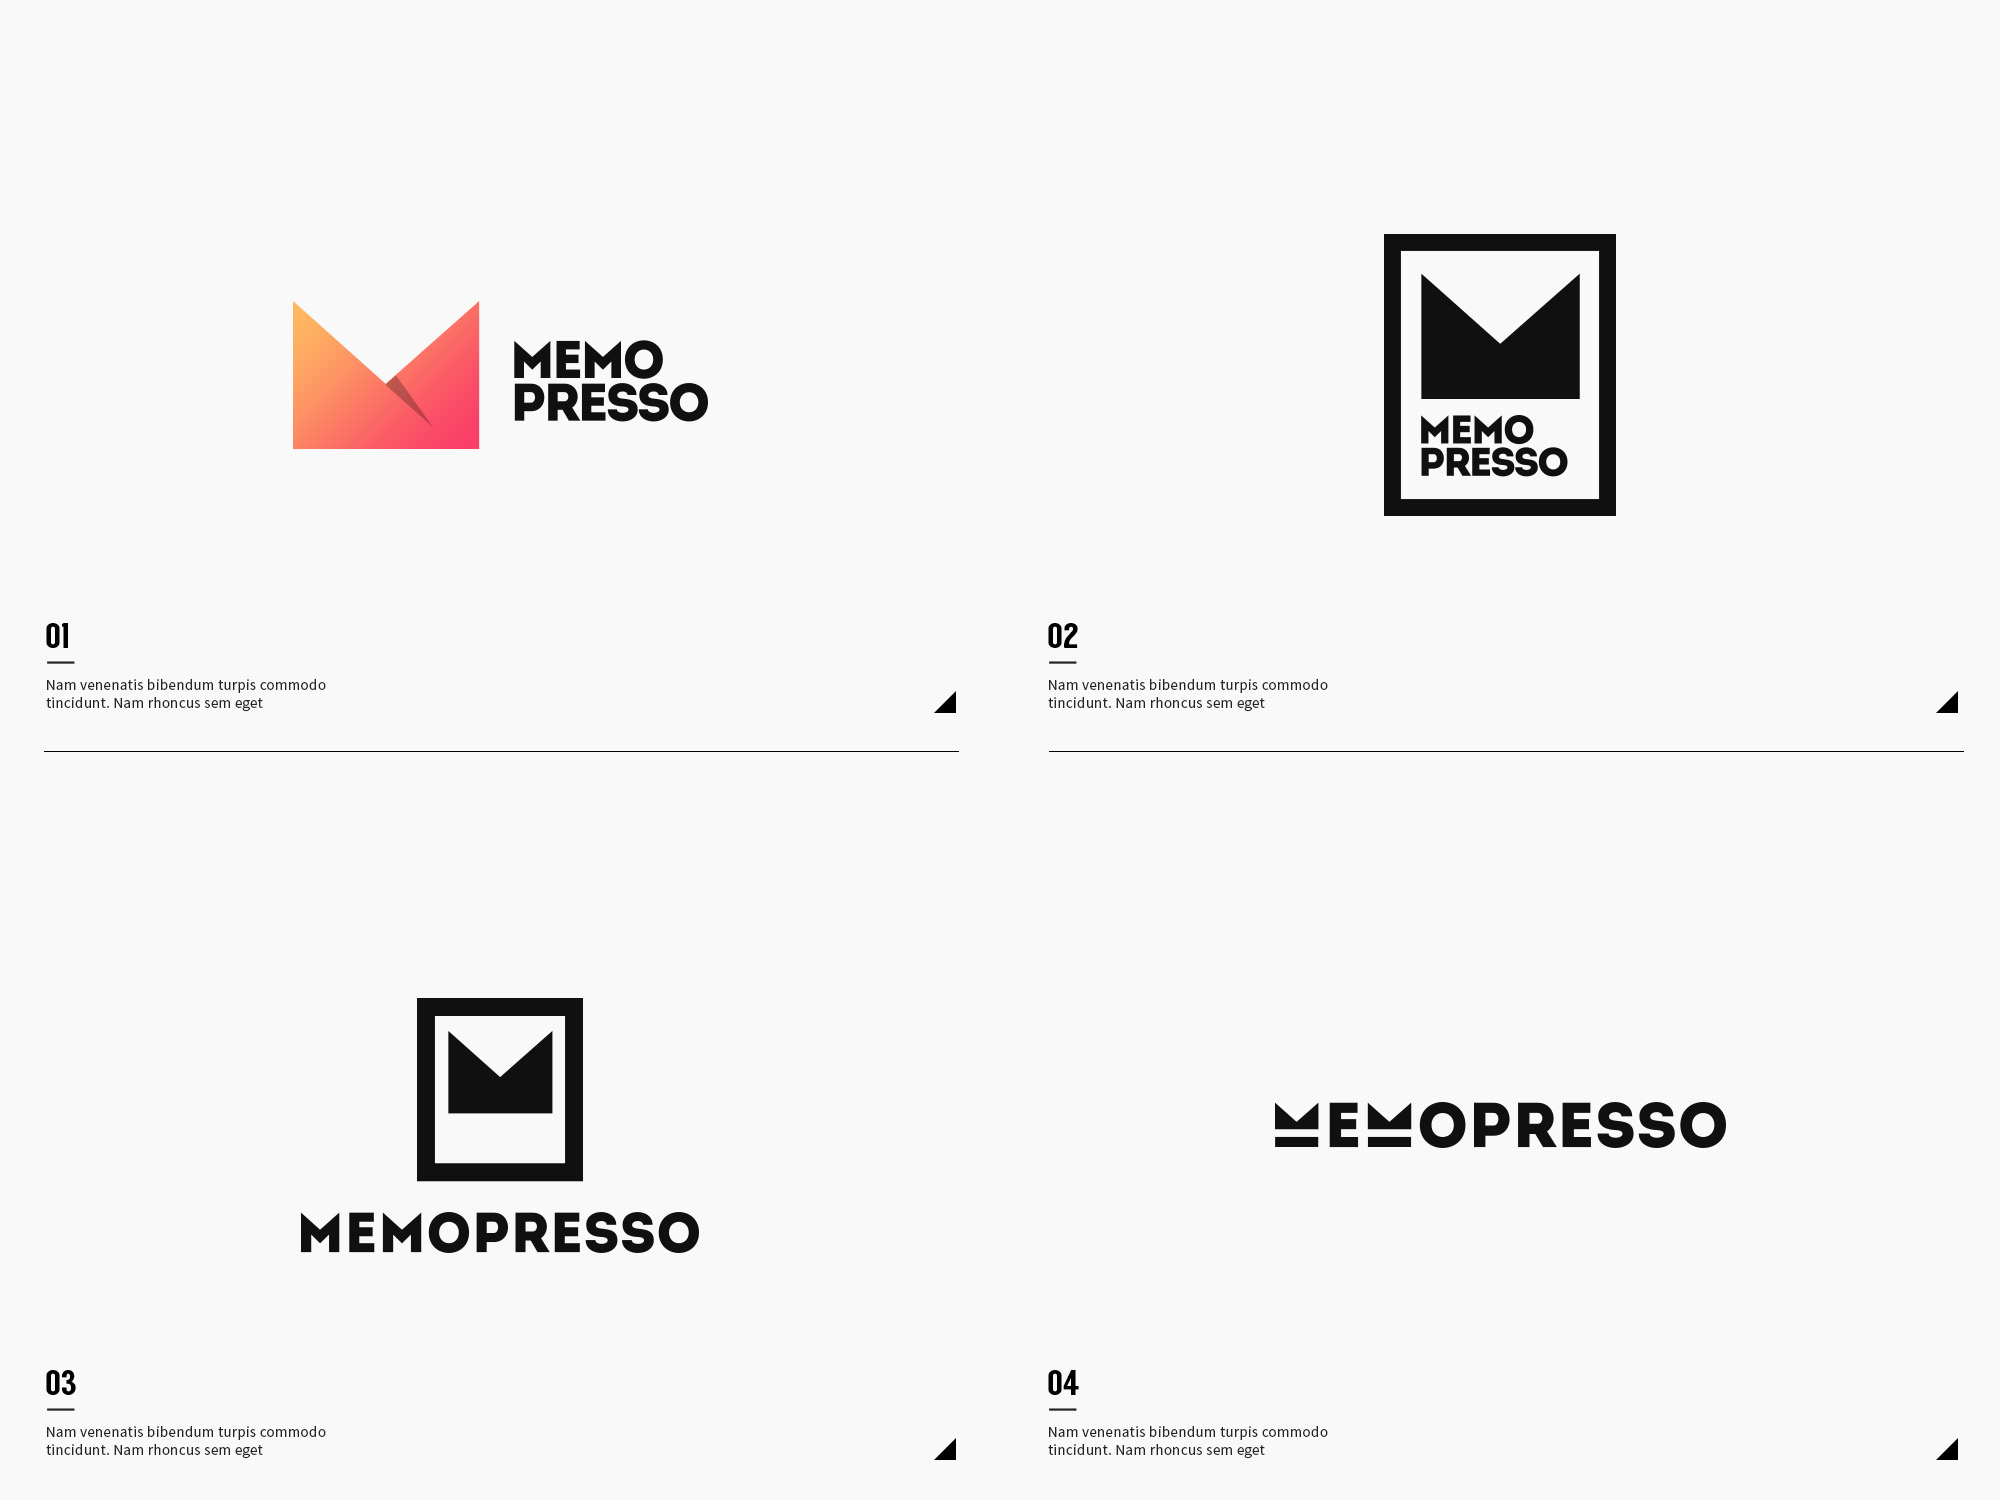 MEMO
PRESSO
01
Nam venenatis bibendum turpis commodo
tincidunt. Nam rhoncus sem eget
MEMO
PRESSO
02
Nam venenatis bibendum turpis commodo
tincidunt. Nam rhoncus sem eget
MEMOPRESSO
03
Nam venenatis bibendum turpis commodo
tincidunt. Nam rhoncus sem eget
MEMOPRESSO
04
Nam venenatis bibendum turpis commodo
tincidunt. Nam rhoncus sem eget